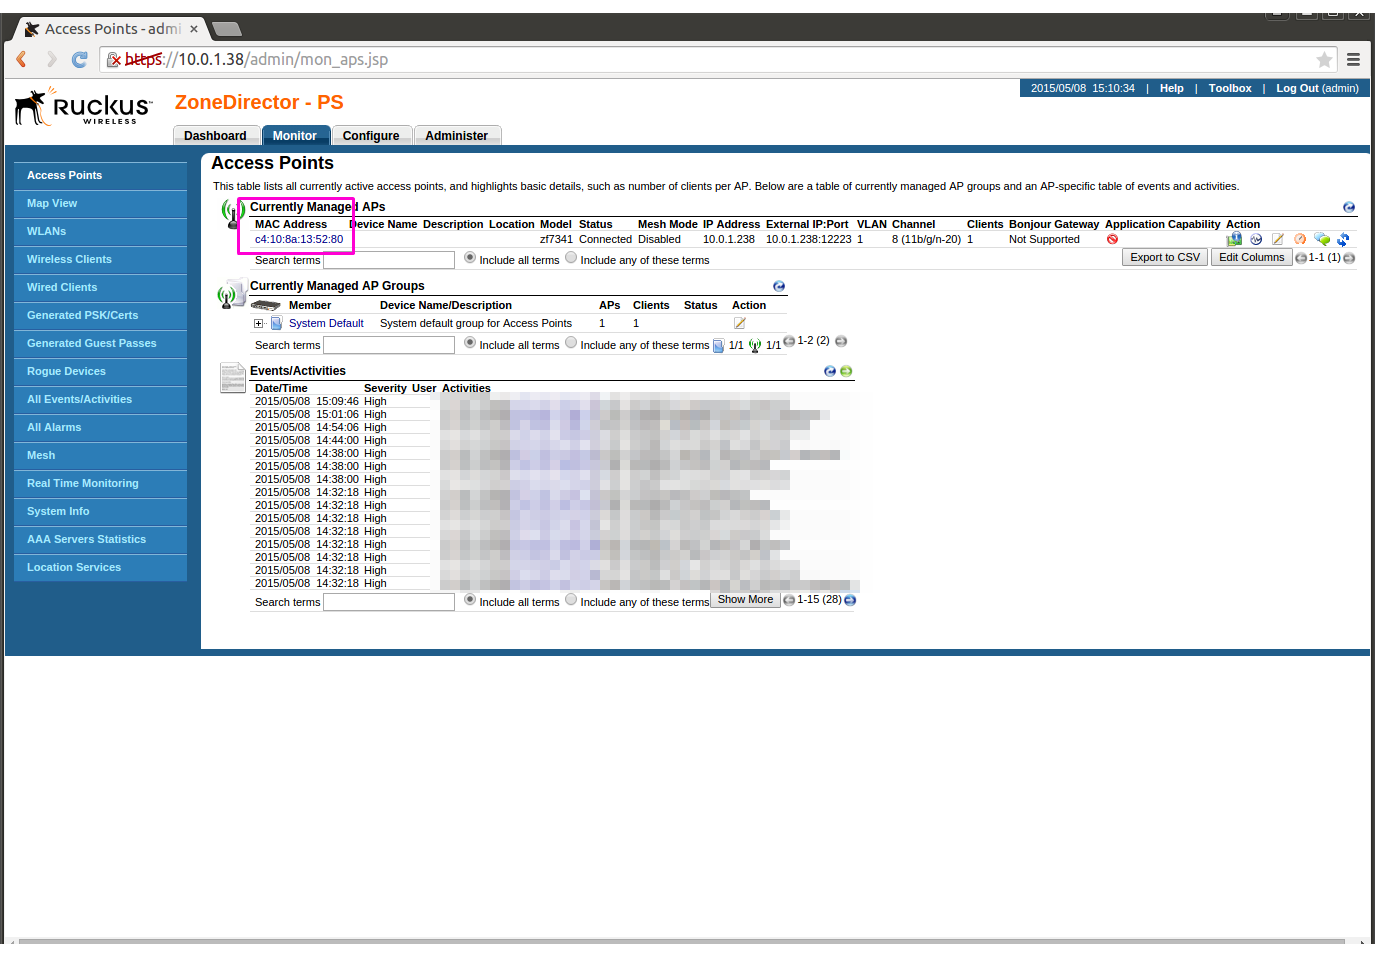 Access Points - admi ×
https://10.0.1.38/admin/mon_aps.jsp
2015/05/08 15:10:34 | Help | Toolbox | Log Out (admin)
Ruckus WIRELESS
ZoneDirector - PS
Dashboard Monitor Configure Administer
Access Points
Map View
WLANs
Wireless Clients
Wired Clients
Generated PSK/Certs
Generated Guest Passes
Rogue Devices
All Events/Activities
All Alarms
Mesh
Real Time Monitoring
System Info
AAA Servers Statistics
Location Services
Access Points
This table lists all currently active access points, and highlights basic details, such as number of clients per AP. Below are a table of currently managed AP groups and an AP-specific table of events and activities.
Currently Managed APs
MAC Address Device Name Description Location Model Status Mesh Mode IP Address External IP:Port VLAN Channel Clients Bonjour Gateway Application Capability Action
c4:10:8a:13:52:80 zf7341 Connected Disabled 10.0.1.238 10.0.1.238:12223 1 8 (11b/g/n-20) 1 Not Supported
Search terms Include all terms Include any of these terms Export to CSV Edit Columns 1-1 (1)
Currently Managed AP Groups
Member Device Name/Description APs Clients Status Action
System Default System default group for Access Points 1 1
Search terms Include all terms Include any of these terms 1/1 1/1 1-2 (2)
Events/Activities
Date/Time Severity User Activities
2015/05/08 15:09:46 High
2015/05/08 15:01:06 High
2015/05/08 14:54:06 High
2015/05/08 14:44:00 High
2015/05/08 14:38:00 High
2015/05/08 14:38:00 High
2015/05/08 14:38:00 High
2015/05/08 14:32:18 High
2015/05/08 14:32:18 High
2015/05/08 14:32:18 High
2015/05/08 14:32:18 High
2015/05/08 14:32:18 High
2015/05/08 14:32:18 High
2015/05/08 14:32:18 High
2015/05/08 14:32:18 High
Search terms Include all terms Include any of these terms Show More 1-15 (28)